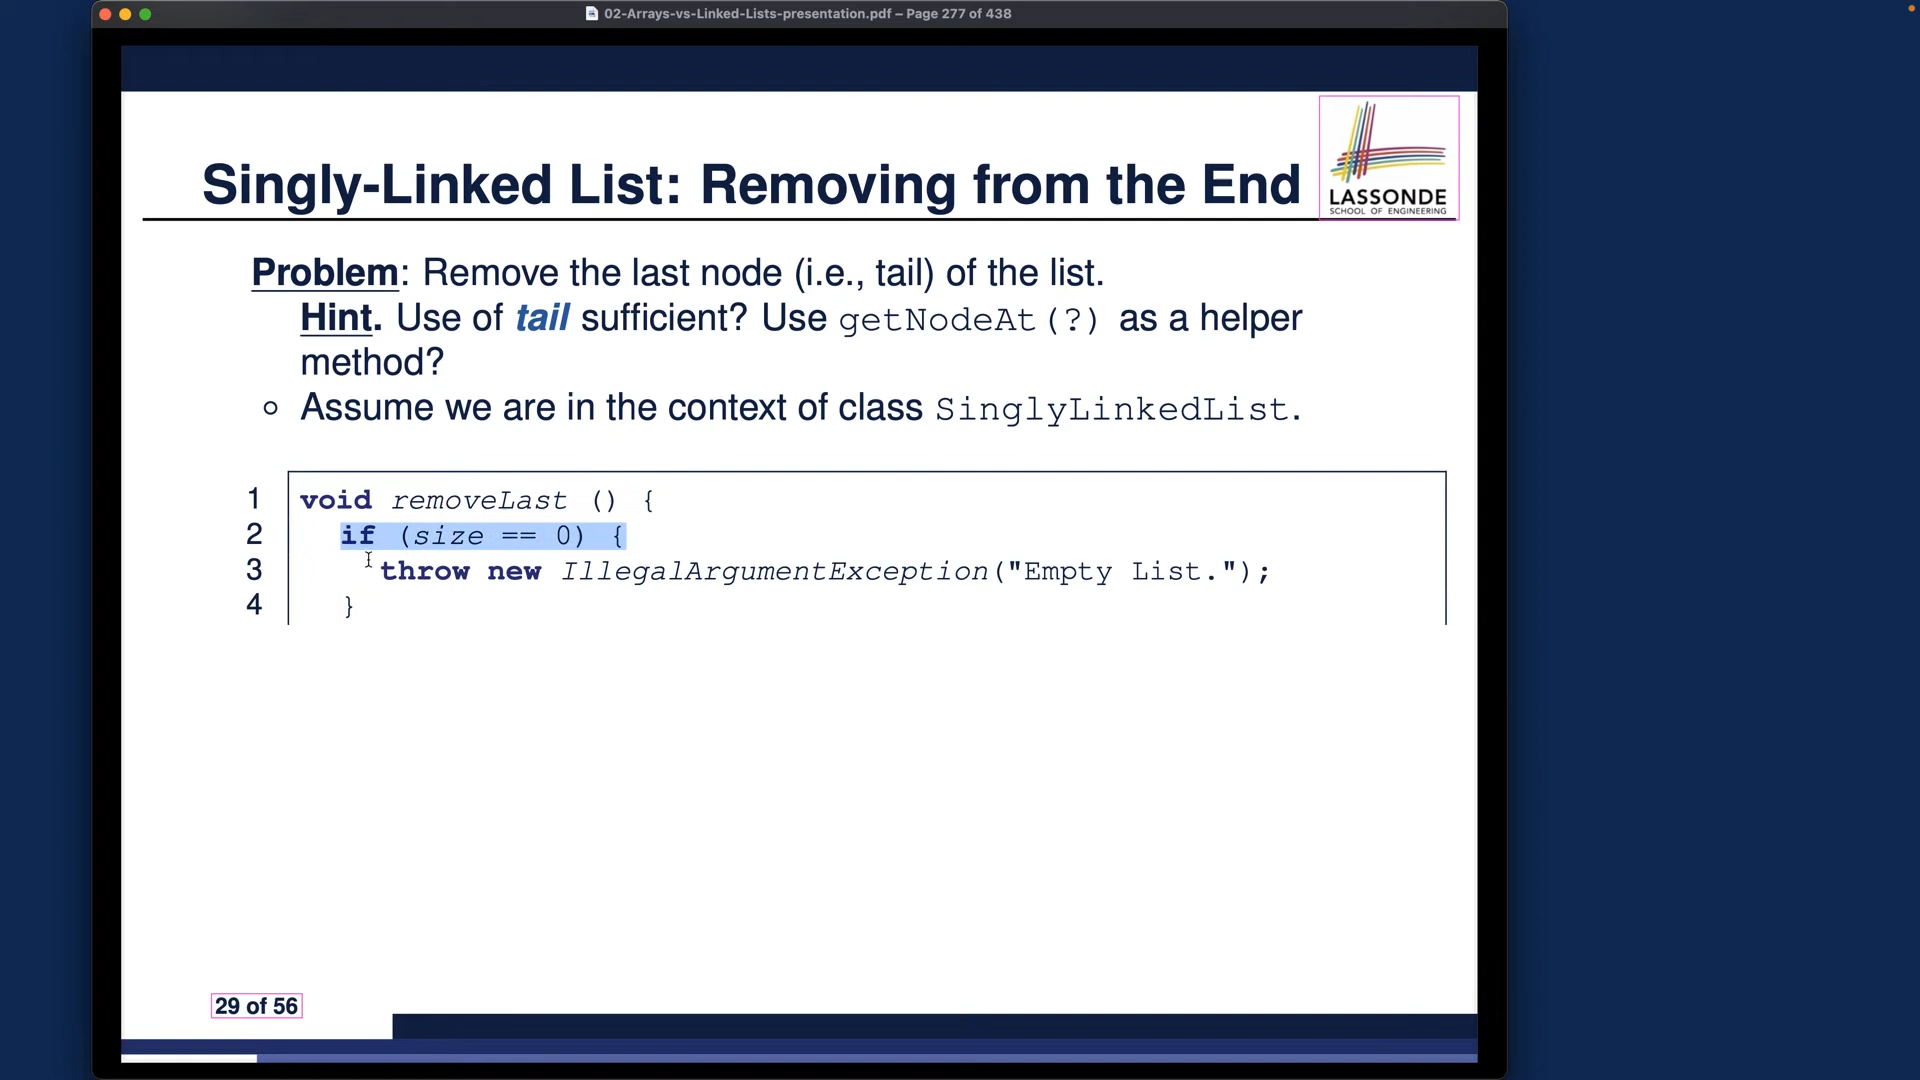 02-Arrays-vs-Linked-Lists-presentation.pdf – Page 277 of 438
LASSONDE
SCHOOL OF ENGINEERING
Singly-Linked List: Removing from the End
Problem: Remove the last node (i.e., tail) of the list.
Hint. Use of tail sufficient? Use getNodeAt(?) as a helper
method?
○ Assume we are in the context of class SinglyLinkedList.
1 void removeLast () {
2 if (size == 0) {
3 throw new IllegalArgumentException("Empty List.");
4 }
29 of 56